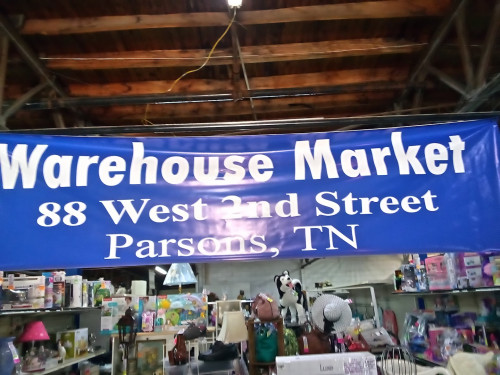 Warehouse Market
88 West 2nd Street
Parsons, TN